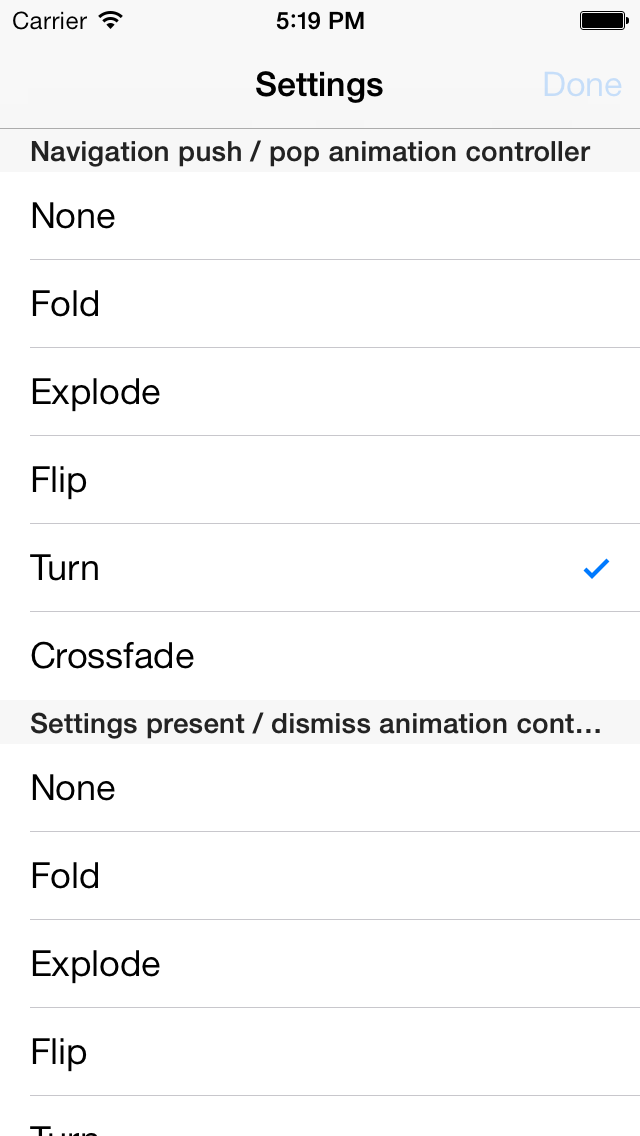 Carrier 5:19 PM
Settings Done
Navigation push / pop animation controller
None
Fold
Explode
Flip
Turn
Crossfade
Settings present / dismiss animation cont...
None
Fold
Explode
Flip
Turn